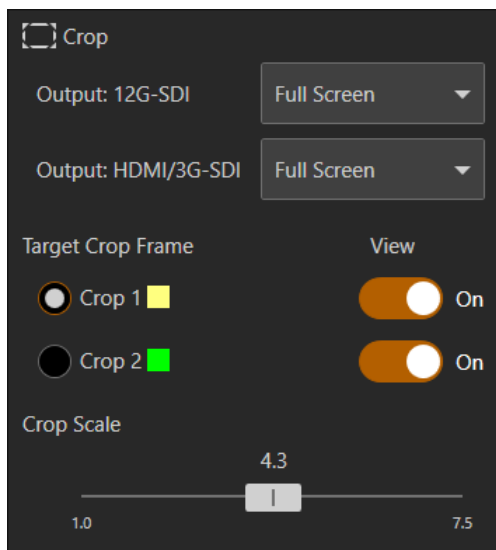 Crop
Output: 12G-SDI Full Screen
Output: HDMI/3G-SDI Full Screen
Target Crop Frame View
Crop 1 On
Crop 2 On
Crop Scale
4.3
1.0 7.5